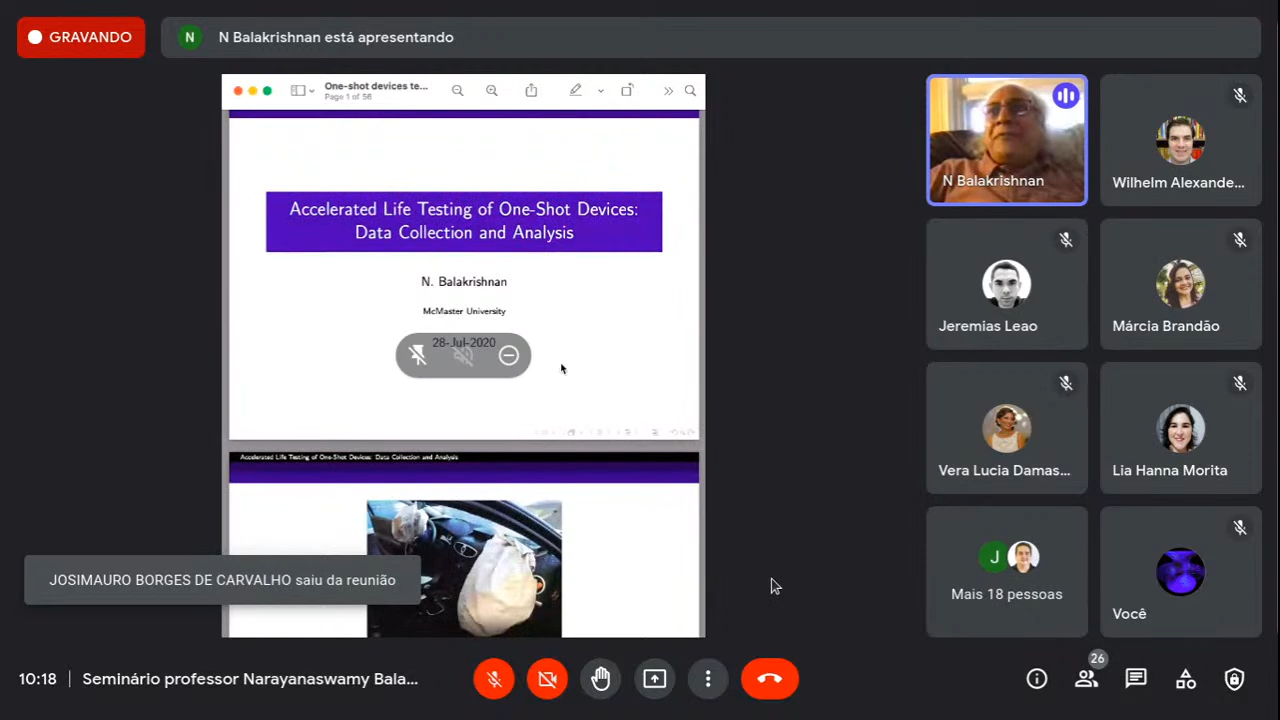 GRAVANDO
N
N Balakrishnan está apresentando
One-shot devices te...
Page 1 of 56
Accelerated Life Testing of One-Shot Devices:
Data Collection and Analysis
N. Balakrishnan
McMaster University
28-Jul-2020
Accelerated Life Testing of One-Shot Devices: Data Collection and Analysis
JOSIMAURO BORGES DE CARVALHO saiu da reunião
N Balakrishnan
Wilhelm Alexande...
Jeremias Leao
Márcia Brandão
Vera Lucia Damas...
Lia Hanna Morita
J
Mais 18 pessoas
Você
10:18
Seminário professor Narayanaswamy Bala...
26